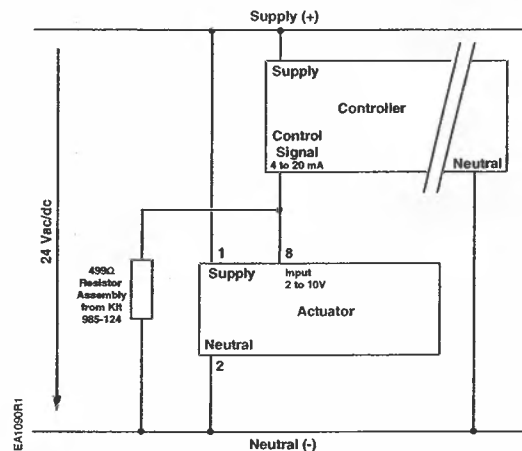 Supply (+)
Supply
Controller
Control
Signal
4 to 20 mA
Neutral
24 Vac/dc
1
8
499Ω
Resistor
Assembly
from Kit
985-124
Supply
Input
2 to 10V
Actuator
Neutral
2
EA1090R1
Neutral (-)